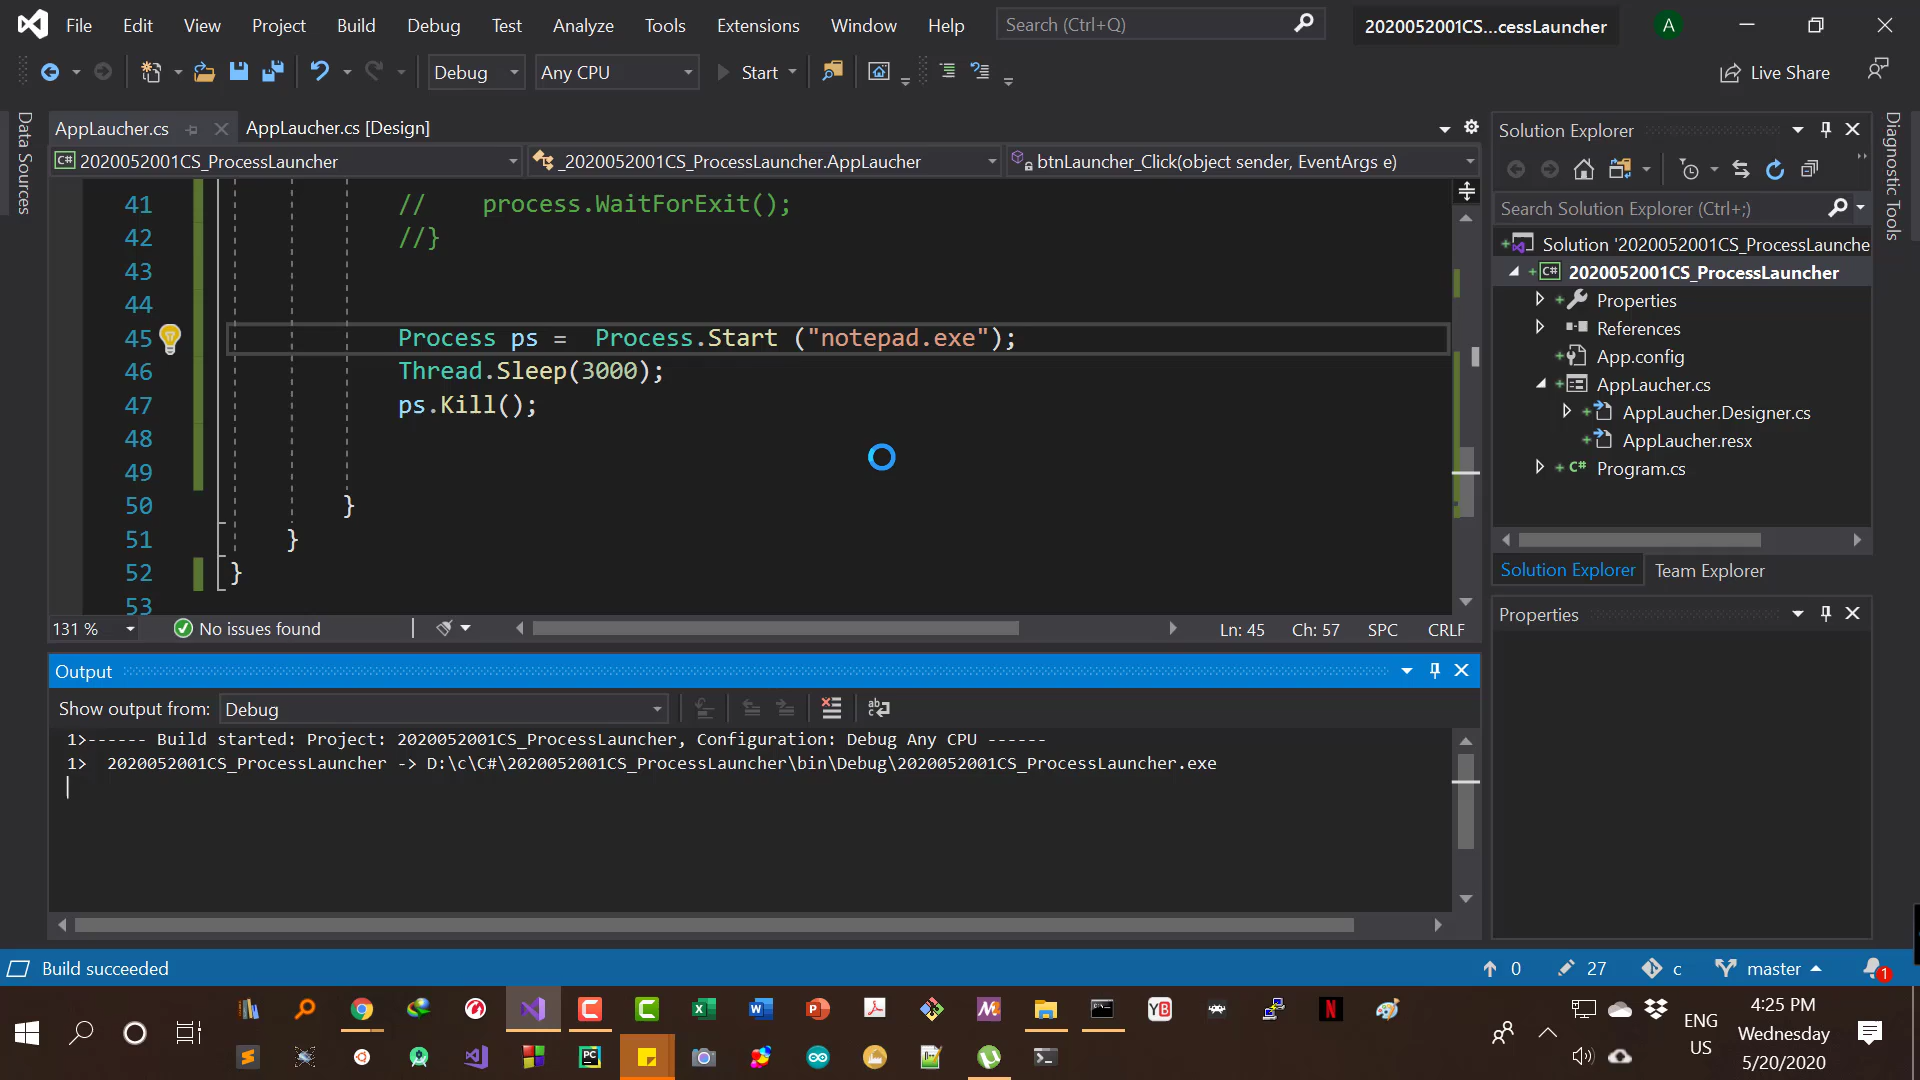 File Edit View Project Build Debug Test Analyze Tools Extensions Window Help Search (Ctrl+Q) 2020052001CS...cessLauncher A
Debug Any CPU Start Live Share
Data Sources
AppLaucher.cs AppLaucher.cs [Design]
2020052001CS_ProcessLauncher _2020052001CS_ProcessLauncher.AppLaucher btnLauncher_Click(object sender, EventArgs e)
41 //    process.WaitForExit();
42 //}
43
44
45 Process ps =  Process.Start ("notepad.exe");
46 Thread.Sleep(3000);
47 ps.Kill();
48
49
50 }
51 }
52 }
53
131 % No issues found Ln: 45 Ch: 57 SPC CRLF
Output
Show output from: Debug
1>------ Build started: Project: 2020052001CS_ProcessLauncher, Configuration: Debug Any CPU ------
1>  2020052001CS_ProcessLauncher -> D:\c\C#\2020052001CS_ProcessLauncher\bin\Debug\2020052001CS_ProcessLauncher.exe
Solution Explorer
Search Solution Explorer (Ctrl+;)
Solution '2020052001CS_ProcessLaunche
C# 2020052001CS_ProcessLauncher
Properties
References
App.config
AppLaucher.cs
AppLaucher.Designer.cs
AppLaucher.resx
C# Program.cs
Solution Explorer Team Explorer
Properties
Diagnostic Tools
Build succeeded 0 27 c master 1
ENG
US
4:25 PM
Wednesday
5/20/2020